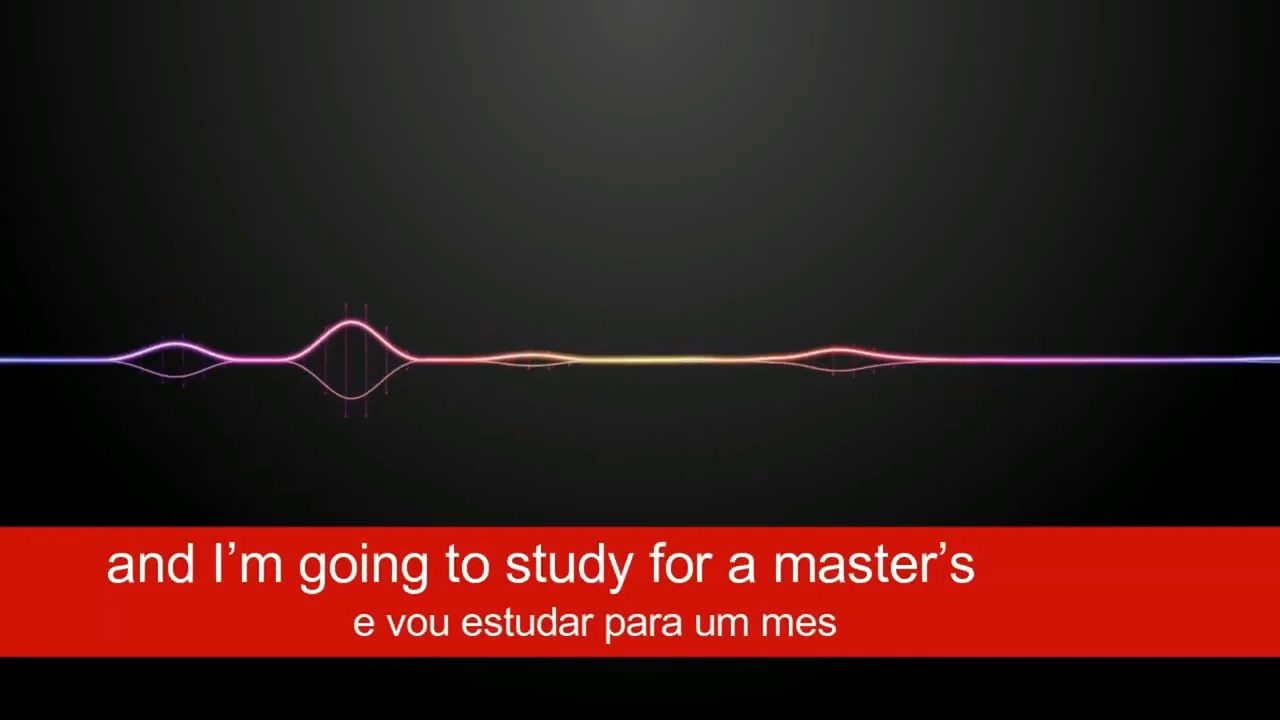 and I’m going to study for a master’s
e vou estudar para um mes